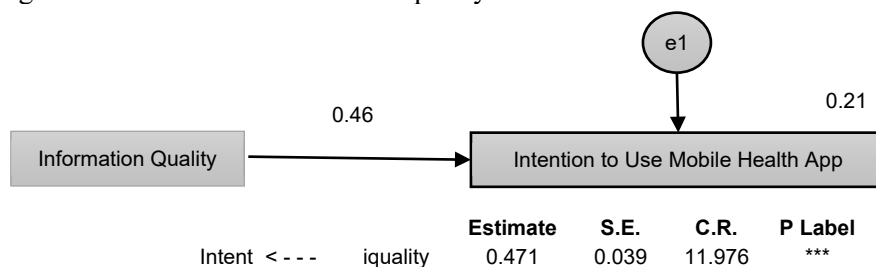 e1
0.46
0.21
Information Quality
Intention to Use Mobile Health App
Estimate S.E. C.R. P Label
Intent < - - - iquality 0.471 0.039 11.976 ***